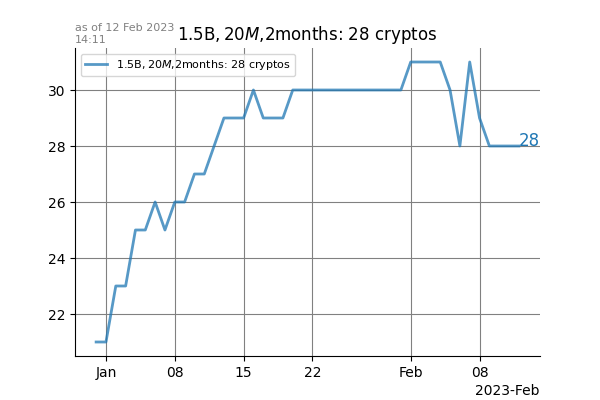 as of 12 Feb 2023
14:11
1.5B, 20M,2months: 28 cryptos
1.5B, 20M,2months: 28 cryptos
30
28
28
26
24
22
Jan
08
15
22
Feb
08
2023-Feb